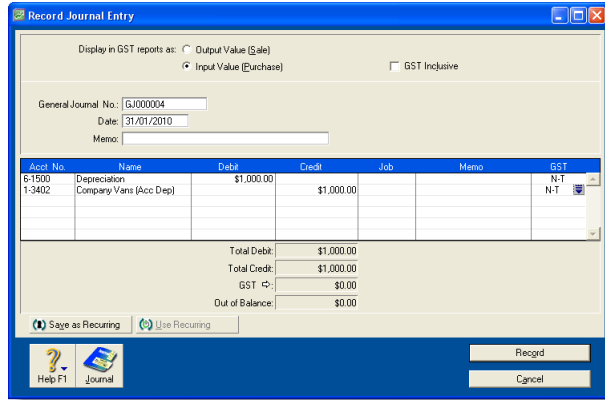 Record Journal Entry
Display in GST reports as: Output Value (Sale)
Input Value (Purchase) GST Inclusive
General Journal No.: GJ000004
Date: 31/01/2010
Memo:
Acct No. Name Debit Credit Job Memo GST
6-1500 Depreciation $1,000.00 N-T
1-3402 Company Vans (Acc Dep) $1,000.00 N-T
Total Debit: $1,000.00
Total Credit: $1,000.00
GST ⇨: $0.00
Out of Balance: $0.00
Save as Recurring Use Recurring
Help F1 Journal Record
Cancel